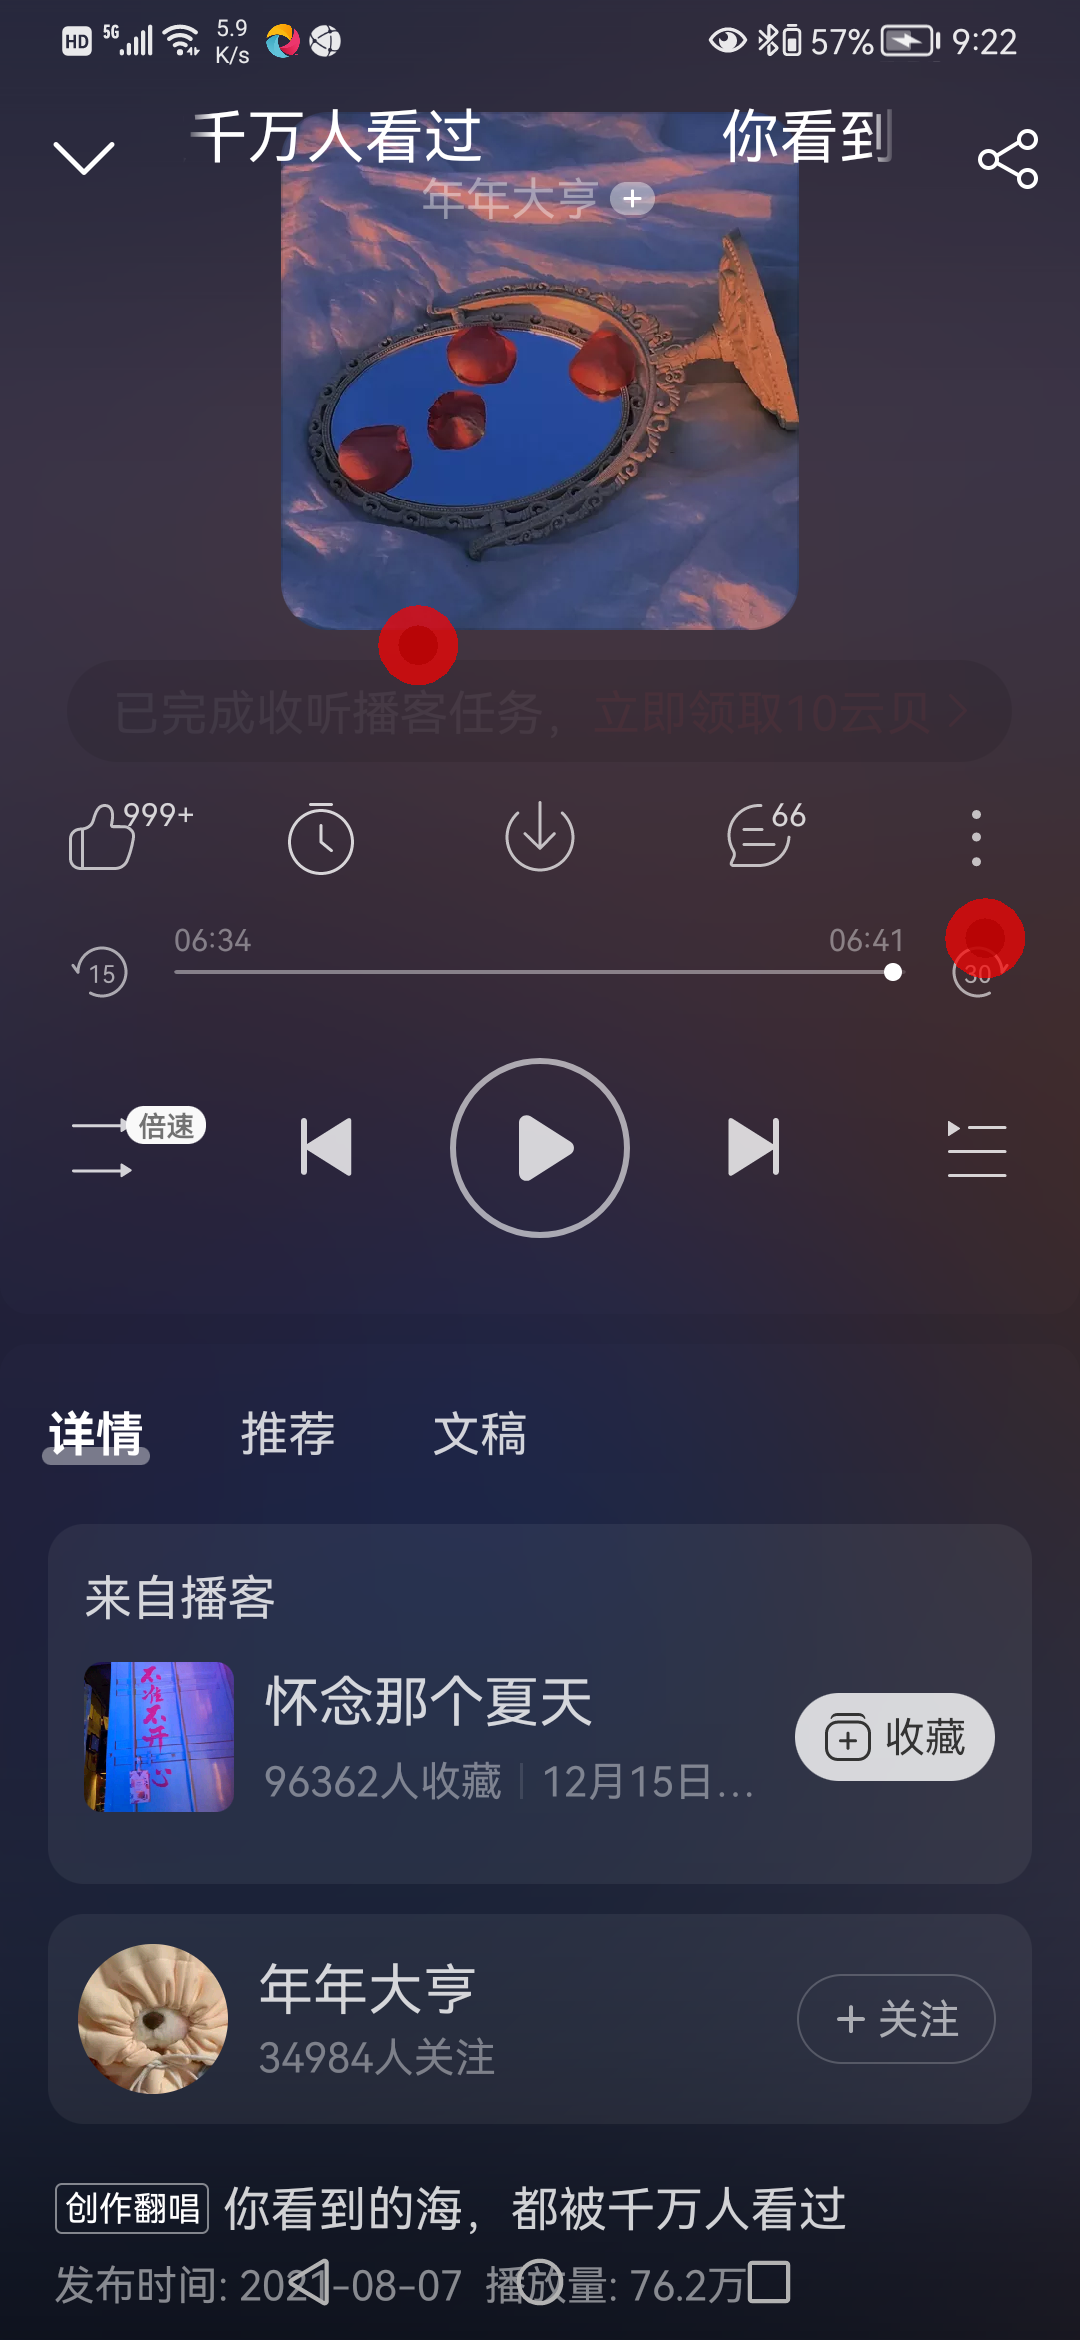 HD 5G 5.9 K/s 57% 9:22
千万人看过 你看到
年年大亨
已完成收听播客任务，立即领取10云贝
999+
66
06:34 06:41
15 30
倍速
详情 推荐 文稿
来自播客
不准不开心
怀念那个夏天
96362人收藏 12月15日...
收藏
年年大亨
34984人关注
+ 关注
创作翻唱 你看到的海，都被千万人看过
发布时间: 2021-08-07 播放量: 76.2万